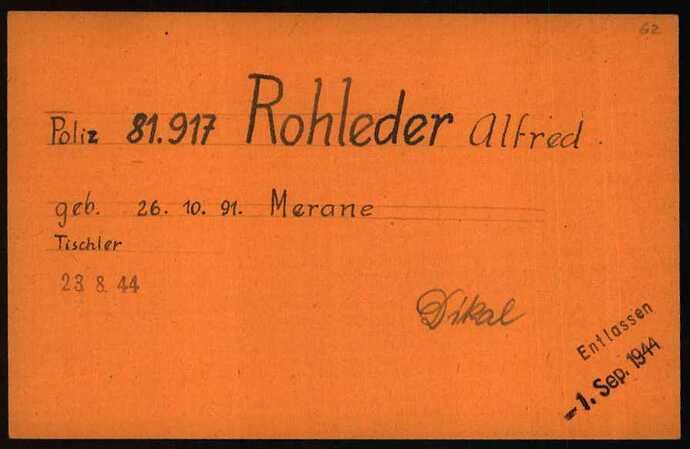 62
Poliz 81.917 Rohleder Alfred.
geb. 26. 10. 91. Merane
Tischler
23 8. 44
Dikal
Entlassen
-1. Sep. 1944